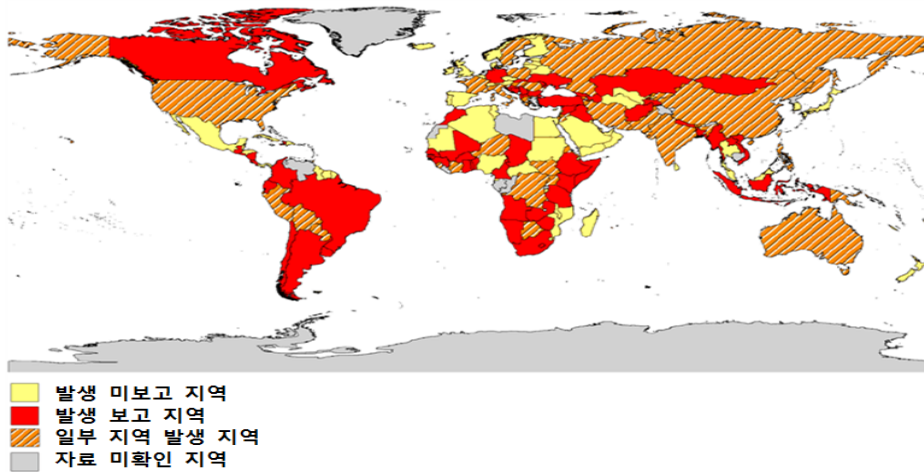 발생 미보고 지역
발생 보고 지역
일부 지역 발생 지역
자료 미확인 지역